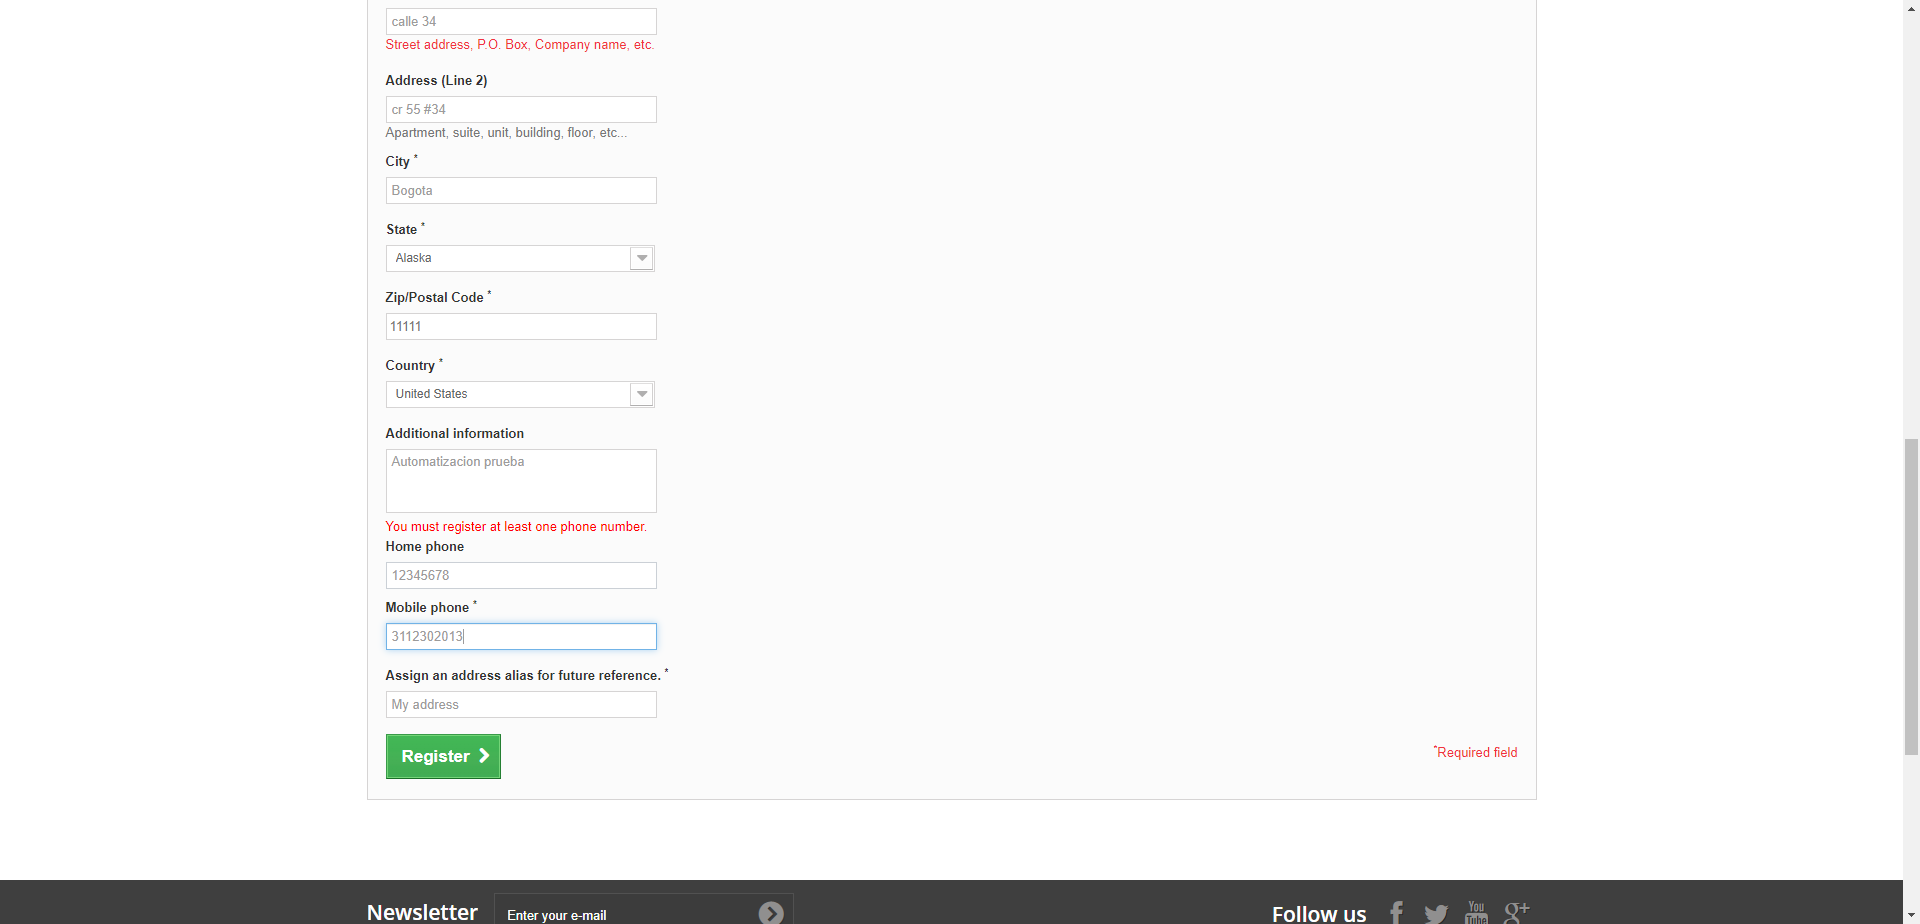 calle 34
Street address, P.O. Box, Company name, etc.
Address (Line 2)
cr 55 #34
Apartment, suite, unit, building, floor, etc...
City *
Bogota
State *
Alaska
Zip/Postal Code *
11111
Country *
United States
Additional information
Automatizacion prueba
You must register at least one phone number.
Home phone
12345678
Mobile phone *
3112302013
Assign an address alias for future reference. *
My address
Register
*Required field
Newsletter
Enter your e-mail
Follow us
You
Tube
g+